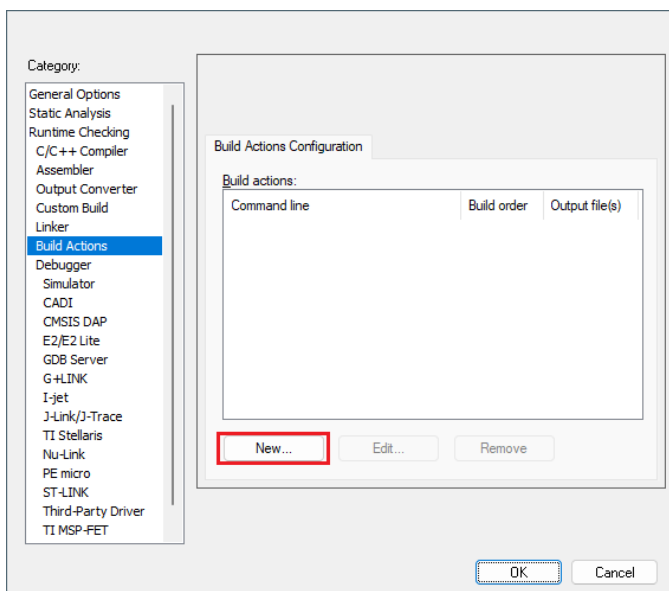 Category:
General Options
Static Analysis
Runtime Checking
C/C++ Compiler
Assembler
Output Converter
Custom Build
Linker
Build Actions
Debugger
Simulator
CADI
CMSIS DAP
E2/E2 Lite
GDB Server
G+LINK
I-jet
J-Link/J-Trace
TI Stellaris
Nu-Link
PE micro
ST-LINK
Third-Party Driver
TI MSP-FET
Build Actions Configuration
Build actions:
Command line Build order Output file(s)
New... Edit... Remove
OK Cancel